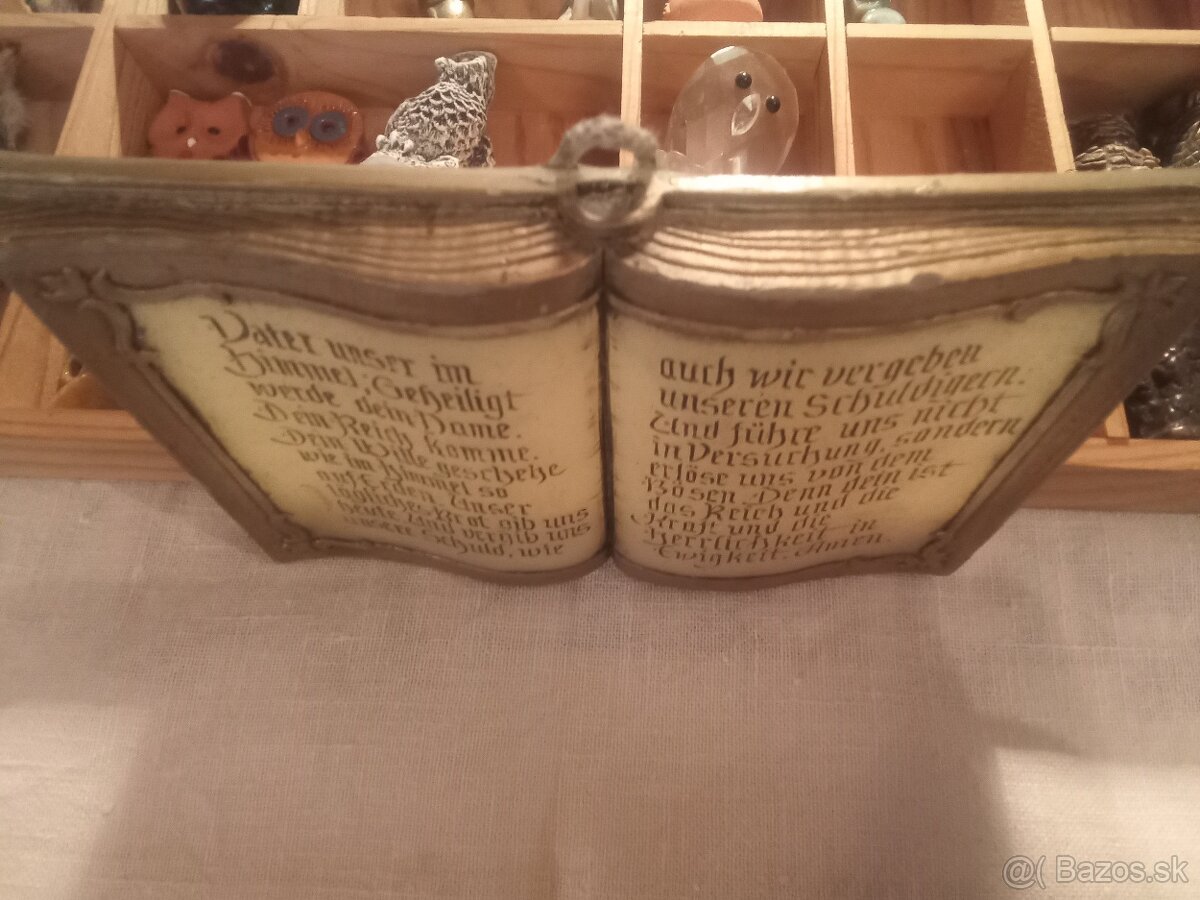 Vater unser im
Himmel, Geheiligt
werde dein Name.
Dein Reich komme.
Dein Wille geschehe
wie im Himmel so
auf Erden Unser
tägliches Brot gib uns
heute Und vergib uns
unsere Schuld, wie
auch wir vergeben
unseren Schuldigern.
Und führe uns nicht
in Versuchung, sondern
erlöse uns von dem
Bösen Denn dein ist
das Reich und die
Kraft und die
Herrlichkeit in
Ewigkeit. Amen.
@( Bazos.sk